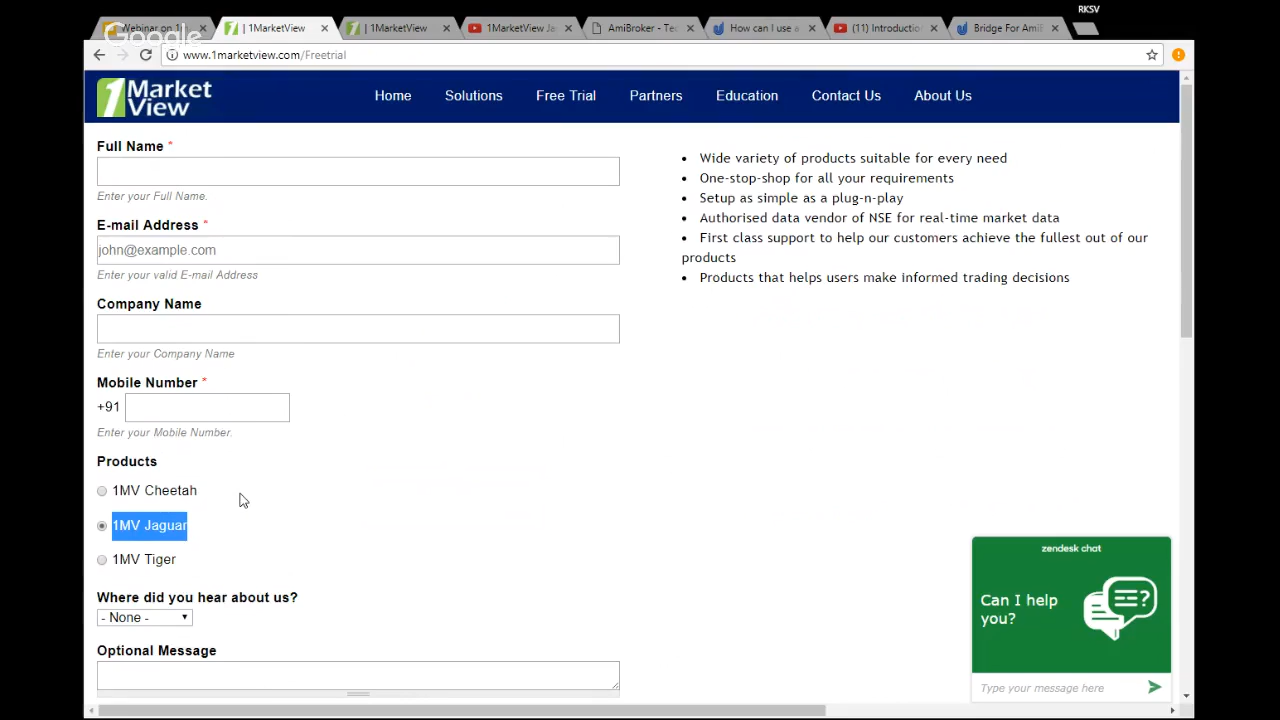 RKSV
Webinar on 1
| 1MarketView
| 1MarketView
1MarketView Ja
AmiBroker - Te
How can I use a
(11) Introductio
Bridge For Ami
Google
www.1marketview.com/Freetrial
1 Market View
Home
Solutions
Free Trial
Partners
Education
Contact Us
About Us
Full Name *
Enter your Full Name.
E-mail Address *
john@example.com
Enter your valid E-mail Address
Company Name
Enter your Company Name
Mobile Number *
+91
Enter your Mobile Number.
Products
1MV Cheetah
1MV Jaguar
1MV Tiger
Where did you hear about us?
- None -
Optional Message
• Wide variety of products suitable for every need
• One-stop-shop for all your requirements
• Setup as simple as a plug-n-play
• Authorised data vendor of NSE for real-time market data
• First class support to help our customers achieve the fullest out of our
products
• Products that helps users make informed trading decisions
zendesk chat
Can I help
you?
Type your message here